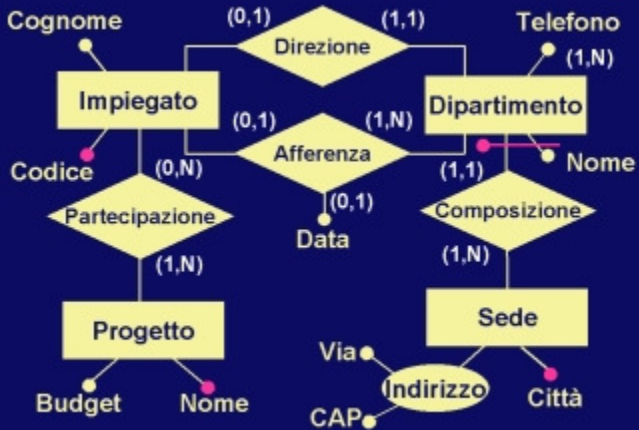 Cognome
(0,1)
(1,1)
Telefono
Direzione
(1,N)
Impiegato
Dipartimento
(0,1)
(1,N)
Afferenza
Codice
(0,N)
(1,1)
Nome
Partecipazione
(0,1)
Composizione
Data
(1,N)
(1,N)
Progetto
Sede
Via
Indirizzo
Città
Budget
Nome
CAP